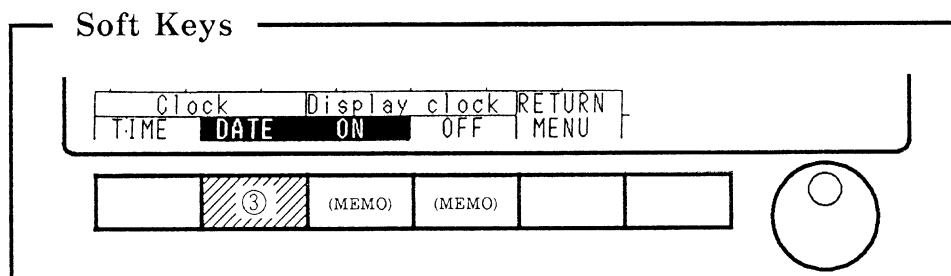 Soft Keys
Clock Display clock RETURN
TIME DATE ON OFF MENU
③ (MEMO) (MEMO)